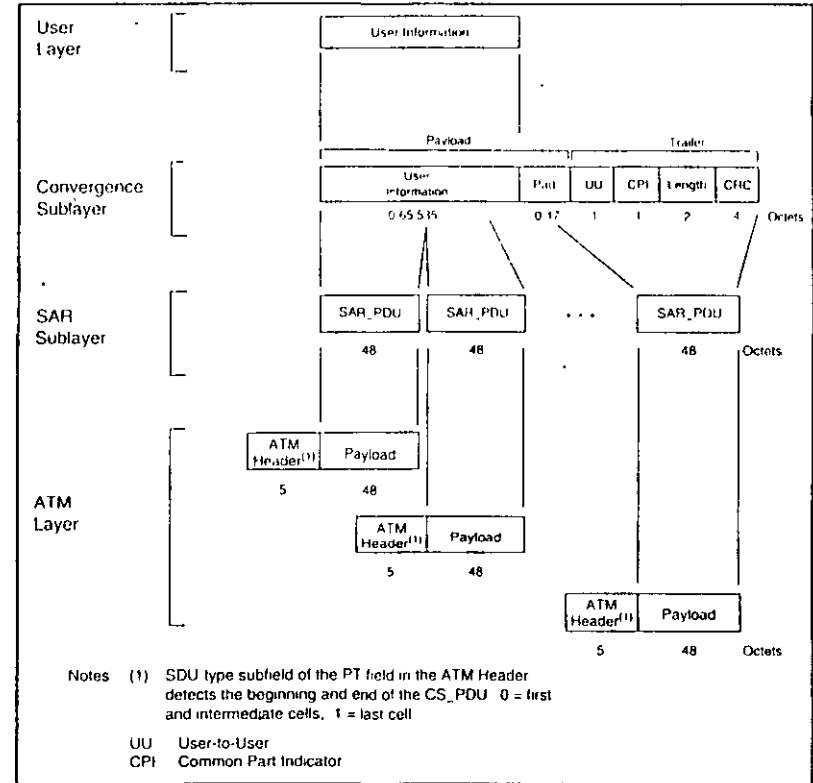 User
Layer
User Information
Payload
Trailer
Convergence
Sublayer
User
Information
Pad
UU
CPI
Length
CRC
0-65,535
1
1
2
4
Octets
SAR
Sublayer
SAR_PDU
SAR_PDU
. . .
SAR_PDU
48
48
48
Octets
ATM
Header(1)
Payload
5
48
ATM
Layer
ATM
Header(1)
Payload
5
48
ATM
Header(1)
Payload
5
48
Octets
Notes (1) SDU type subfield of the PT field in the ATM Header
detects the beginning and end of the CS_PDU 0 = first
and intermediate cells, 1 = last cell
UU User-to-User
CPI Common Part Indicator